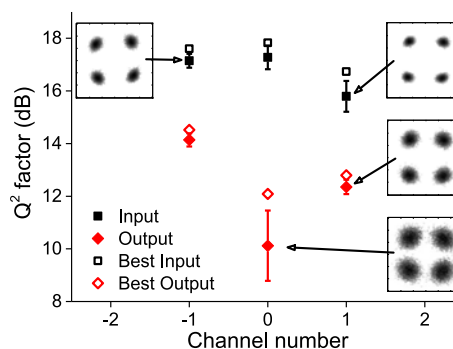 18
16
14
12
10
Q² factor (dB)
Input
Output
Best Input
Best Output
-2
-1
0
1
2
Channel number